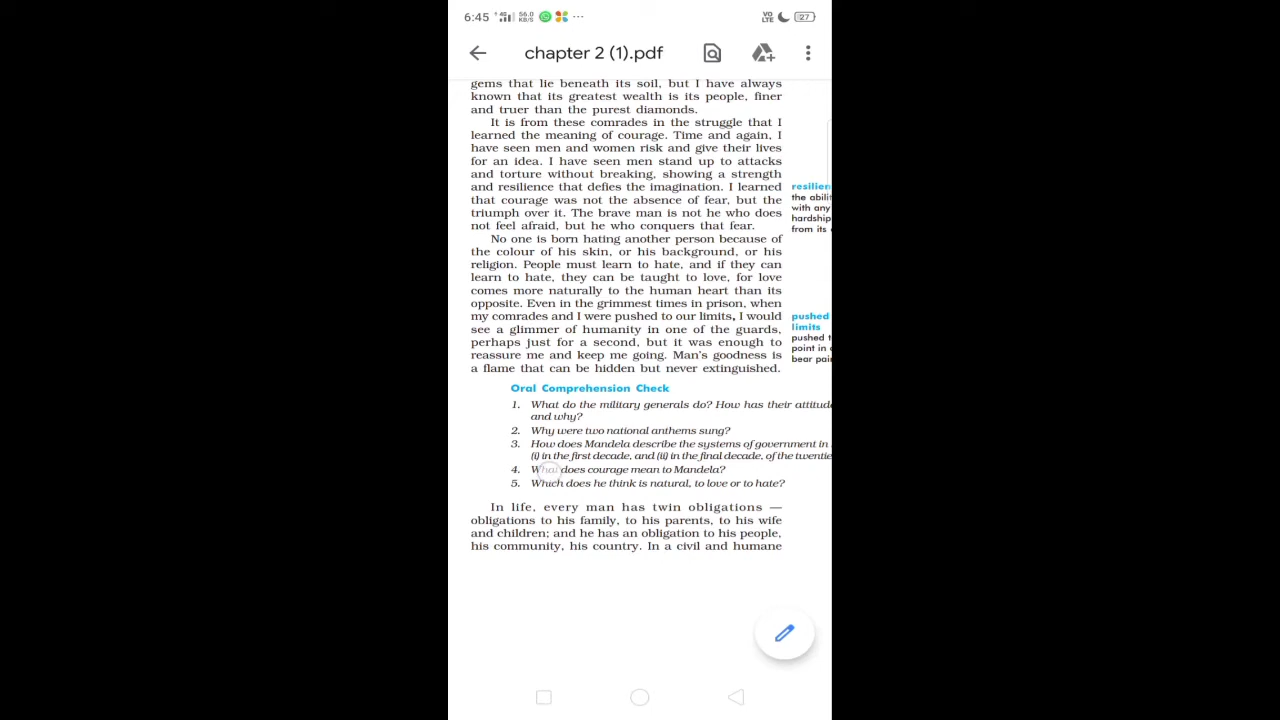 6:45 4G 56.0 KB/S ... VO LTE 27
chapter 2 (1).pdf
gems that lie beneath its soil, but I have always
known that its greatest wealth is its people, finer
and truer than the purest diamonds.
It is from these comrades in the struggle that I
learned the meaning of courage. Time and again, I
have seen men and women risk and give their lives
for an idea. I have seen men stand up to attacks
and torture without breaking, showing a strength
and resilience that defies the imagination. I learned
that courage was not the absence of fear, but the
triumph over it. The brave man is not he who does
not feel afraid, but he who conquers that fear.
resilien
the abilit
with any
hardship
from its
No one is born hating another person because of
the colour of his skin, or his background, or his
religion. People must learn to hate, and if they can
learn to hate, they can be taught to love, for love
comes more naturally to the human heart than its
opposite. Even in the grimmest times in prison, when
my comrades and I were pushed to our limits, I would
see a glimmer of humanity in one of the guards,
perhaps just for a second, but it was enough to
reassure me and keep me going. Man's goodness is
a flame that can be hidden but never extinguished.
pushed
limits
pushed t
point in
bear pai
Oral Comprehension Check
1. What do the military generals do? How has their attitud
and why?
2. Why were two national anthems sung?
3. How does Mandela describe the systems of government in
(i) in the first decade, and (ii) in the final decade, of the twentie
4. What does courage mean to Mandela?
5. Which does he think is natural, to love or to hate?
In life, every man has twin obligations —
obligations to his family, to his parents, to his wife
and children; and he has an obligation to his people,
his community, his country. In a civil and humane